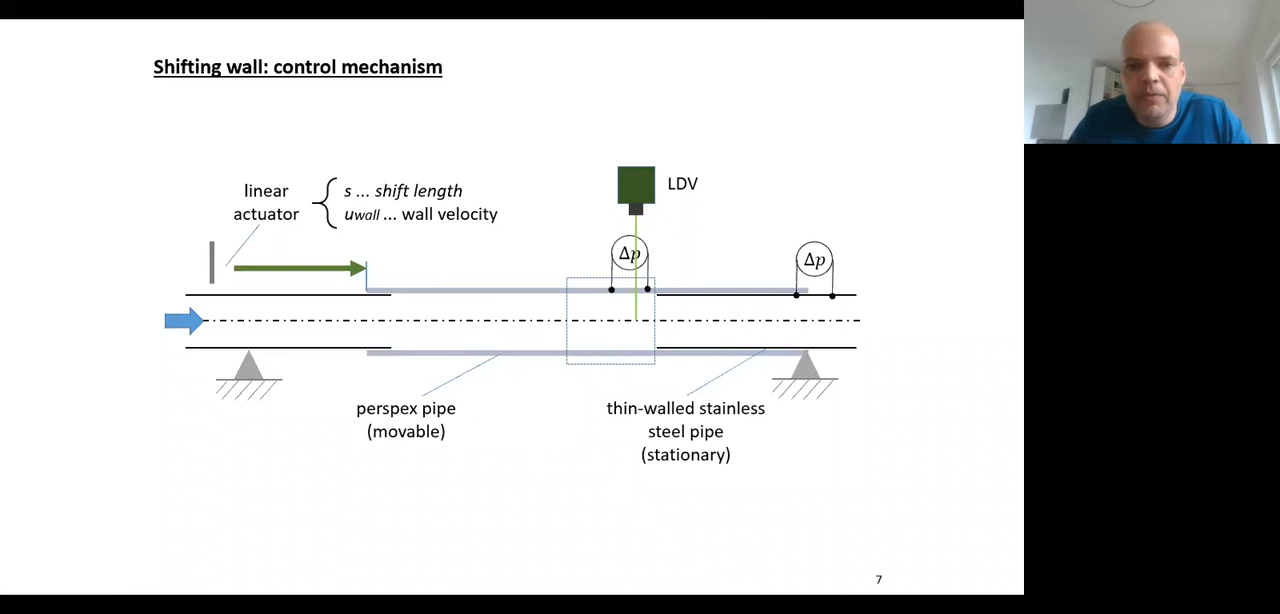 Shifting wall: control mechanism
linear
actuator
s ... shift length
uwall ... wall velocity
LDV
Δp
Δp
perspex pipe
(movable)
thin-walled stainless
steel pipe
(stationary)
7